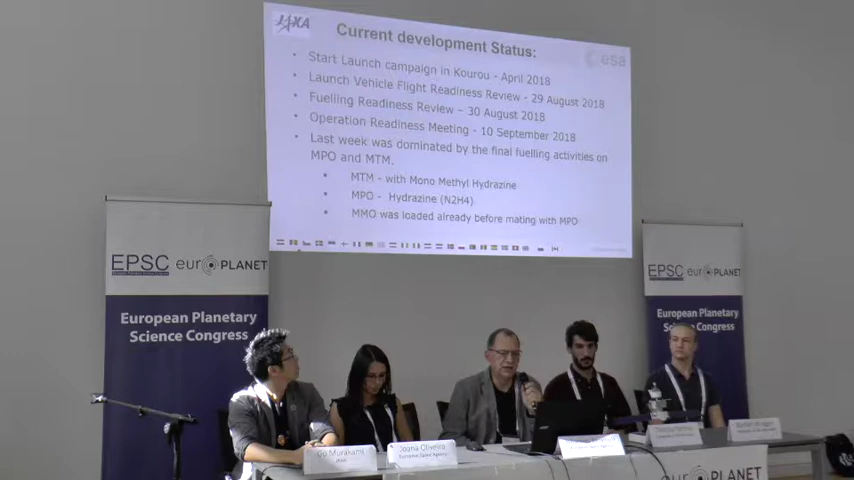 JAXA
esa
Current development Status:
• Start Launch campaign in Kourou - April 2018
• Launch Vehicle Flight Readiness Review - 29 August 2018
• Fuelling Readiness Review – 30 August 2018
• Operation Readiness Meeting - 10 September 2018
• Last week was dominated by the final fuelling activities on
MPO and MTM.
• MTM - with Mono Methyl Hydrazine
• MPO - Hydrazine (N2H4)
• MMO was loaded already before mating with MPO
EPSC euroPLANET
European Planetary
Science Congress
EPSC euroPLANET
European Planetary
Science Congress
Go Murakami
Joana Oliveira
European Space Agency
euroPLANET